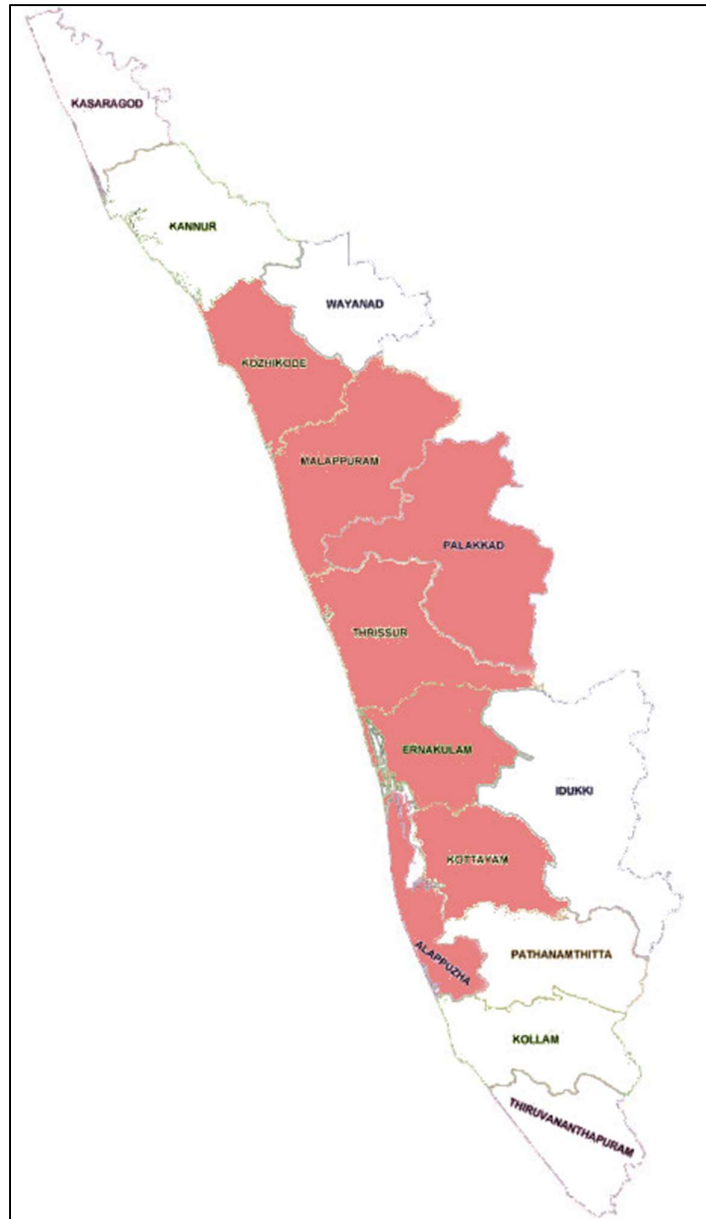 KASARAGOD
KANNUR
WAYANAD
KOZHIKODE
MALAPPURAM
PALAKKAD
THRISSUR
ERNAKULAM
IDUKKI
KOTTAYAM
ALAPPUZHA
PATHANAMTHITTA
KOLLAM
THIRUVANANTHAPURAM